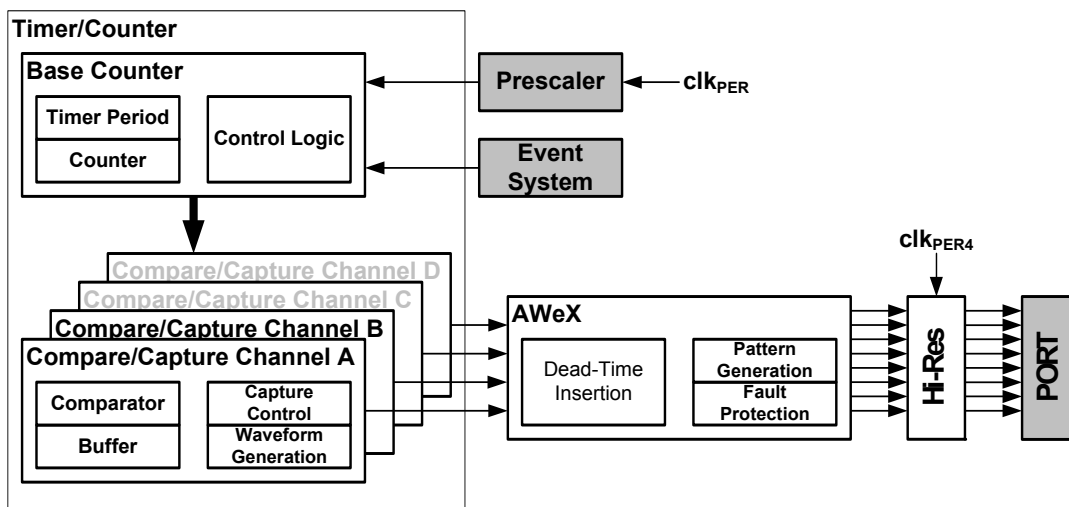 Timer/Counter
Base Counter
Timer Period
Counter
Control Logic
Prescaler
clkPER
Event
System
Compare/Capture Channel D
Compare/Capture Channel C
Compare/Capture Channel B
Compare/Capture Channel A
Comparator
Buffer
Capture
Control
Waveform
Generation
AWeX
Dead-Time
Insertion
Pattern
Generation
Fault
Protection
clkPER4
Hi-Res
PORT